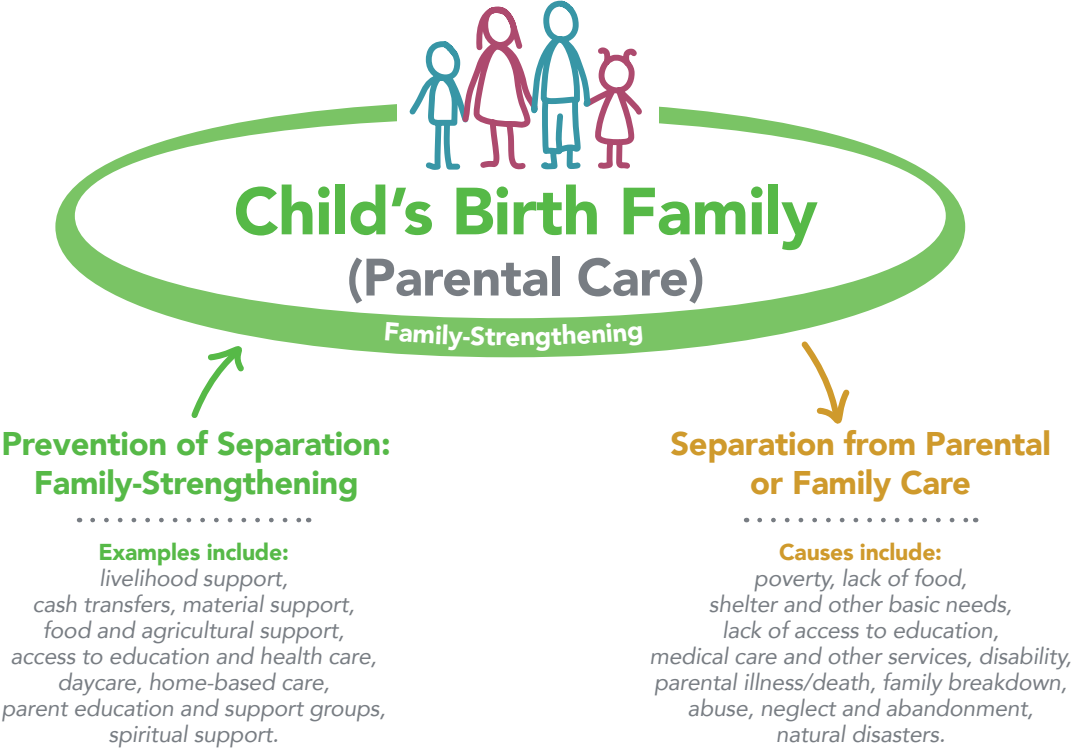 Child's Birth Family
(Parental Care)
Family-Strengthening
Prevention of Separation:
Family-Strengthening
Examples include:
livelihood support,
cash transfers, material support,
food and agricultural support,
access to education and health care,
daycare, home-based care,
parent education and support groups,
spiritual support.
Separation from Parental
or Family Care
Causes include:
poverty, lack of food,
shelter and other basic needs,
lack of access to education,
medical care and other services, disability,
parental illness/death, family breakdown,
abuse, neglect and abandonment,
natural disasters.